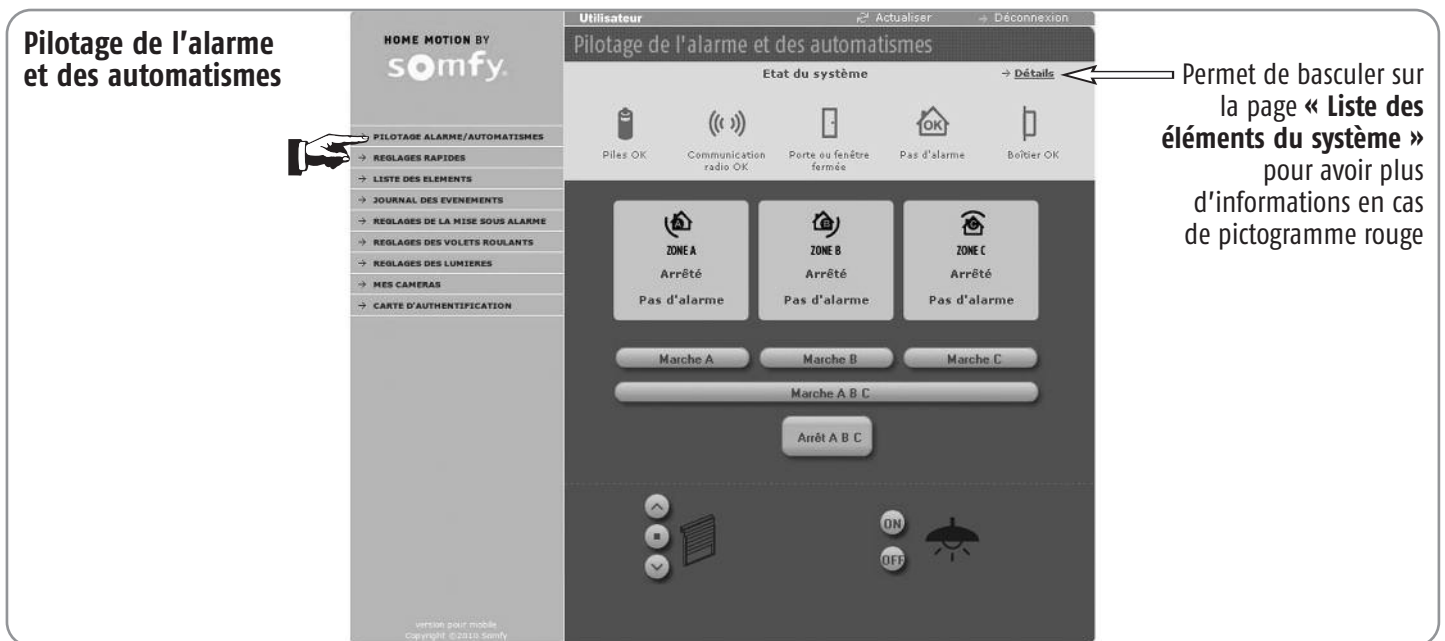 Pilotage de l'alarme
et des automatismes
HOME MOTION BY
somfy.
→ PILOTAGE ALARME/AUTOMATISMES
→ REGLAGES RAPIDES
→ LISTE DES ELEMENTS
→ JOURNAL DES EVENEMENTS
→ REGLAGES DE LA MISE SOUS ALARME
→ REGLAGES DES VOLETS ROULANTS
→ REGLAGES DES LUMIERES
→ MES CAMERAS
→ CARTE D'AUTHENTIFICATION
version pour mobile
Copyright ©2010 Somfy
Utilisateur Actualiser → Déconnexion
Pilotage de l'alarme et des automatismes
Etat du système → Détails
OK
Piles OK Communication Porte ou fenêtre Pas d'alarme Boîtier OK
radio OK fermée
A B C
ZONE A ZONE B ZONE C
Arrêté Arrêté Arrêté
Pas d'alarme Pas d'alarme Pas d'alarme
Marche A Marche B Marche C
Marche A B C
Arrêt A B C
ON
OFF
Permet de basculer sur
la page « Liste des
éléments du système »
pour avoir plus
d'informations en cas
de pictogramme rouge